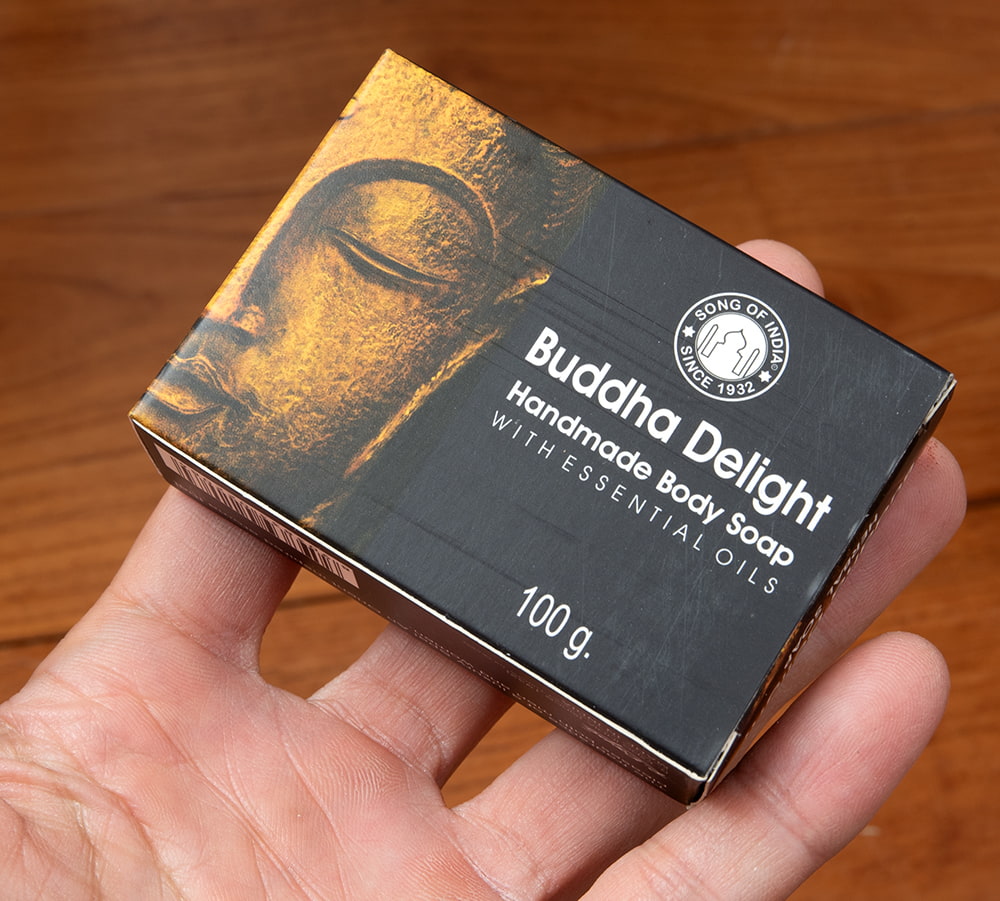 SONG OF INDIA
SINCE 1932
Buddha Delight
Handmade Body Soap
WITH ESSENTIAL OILS
100 g.